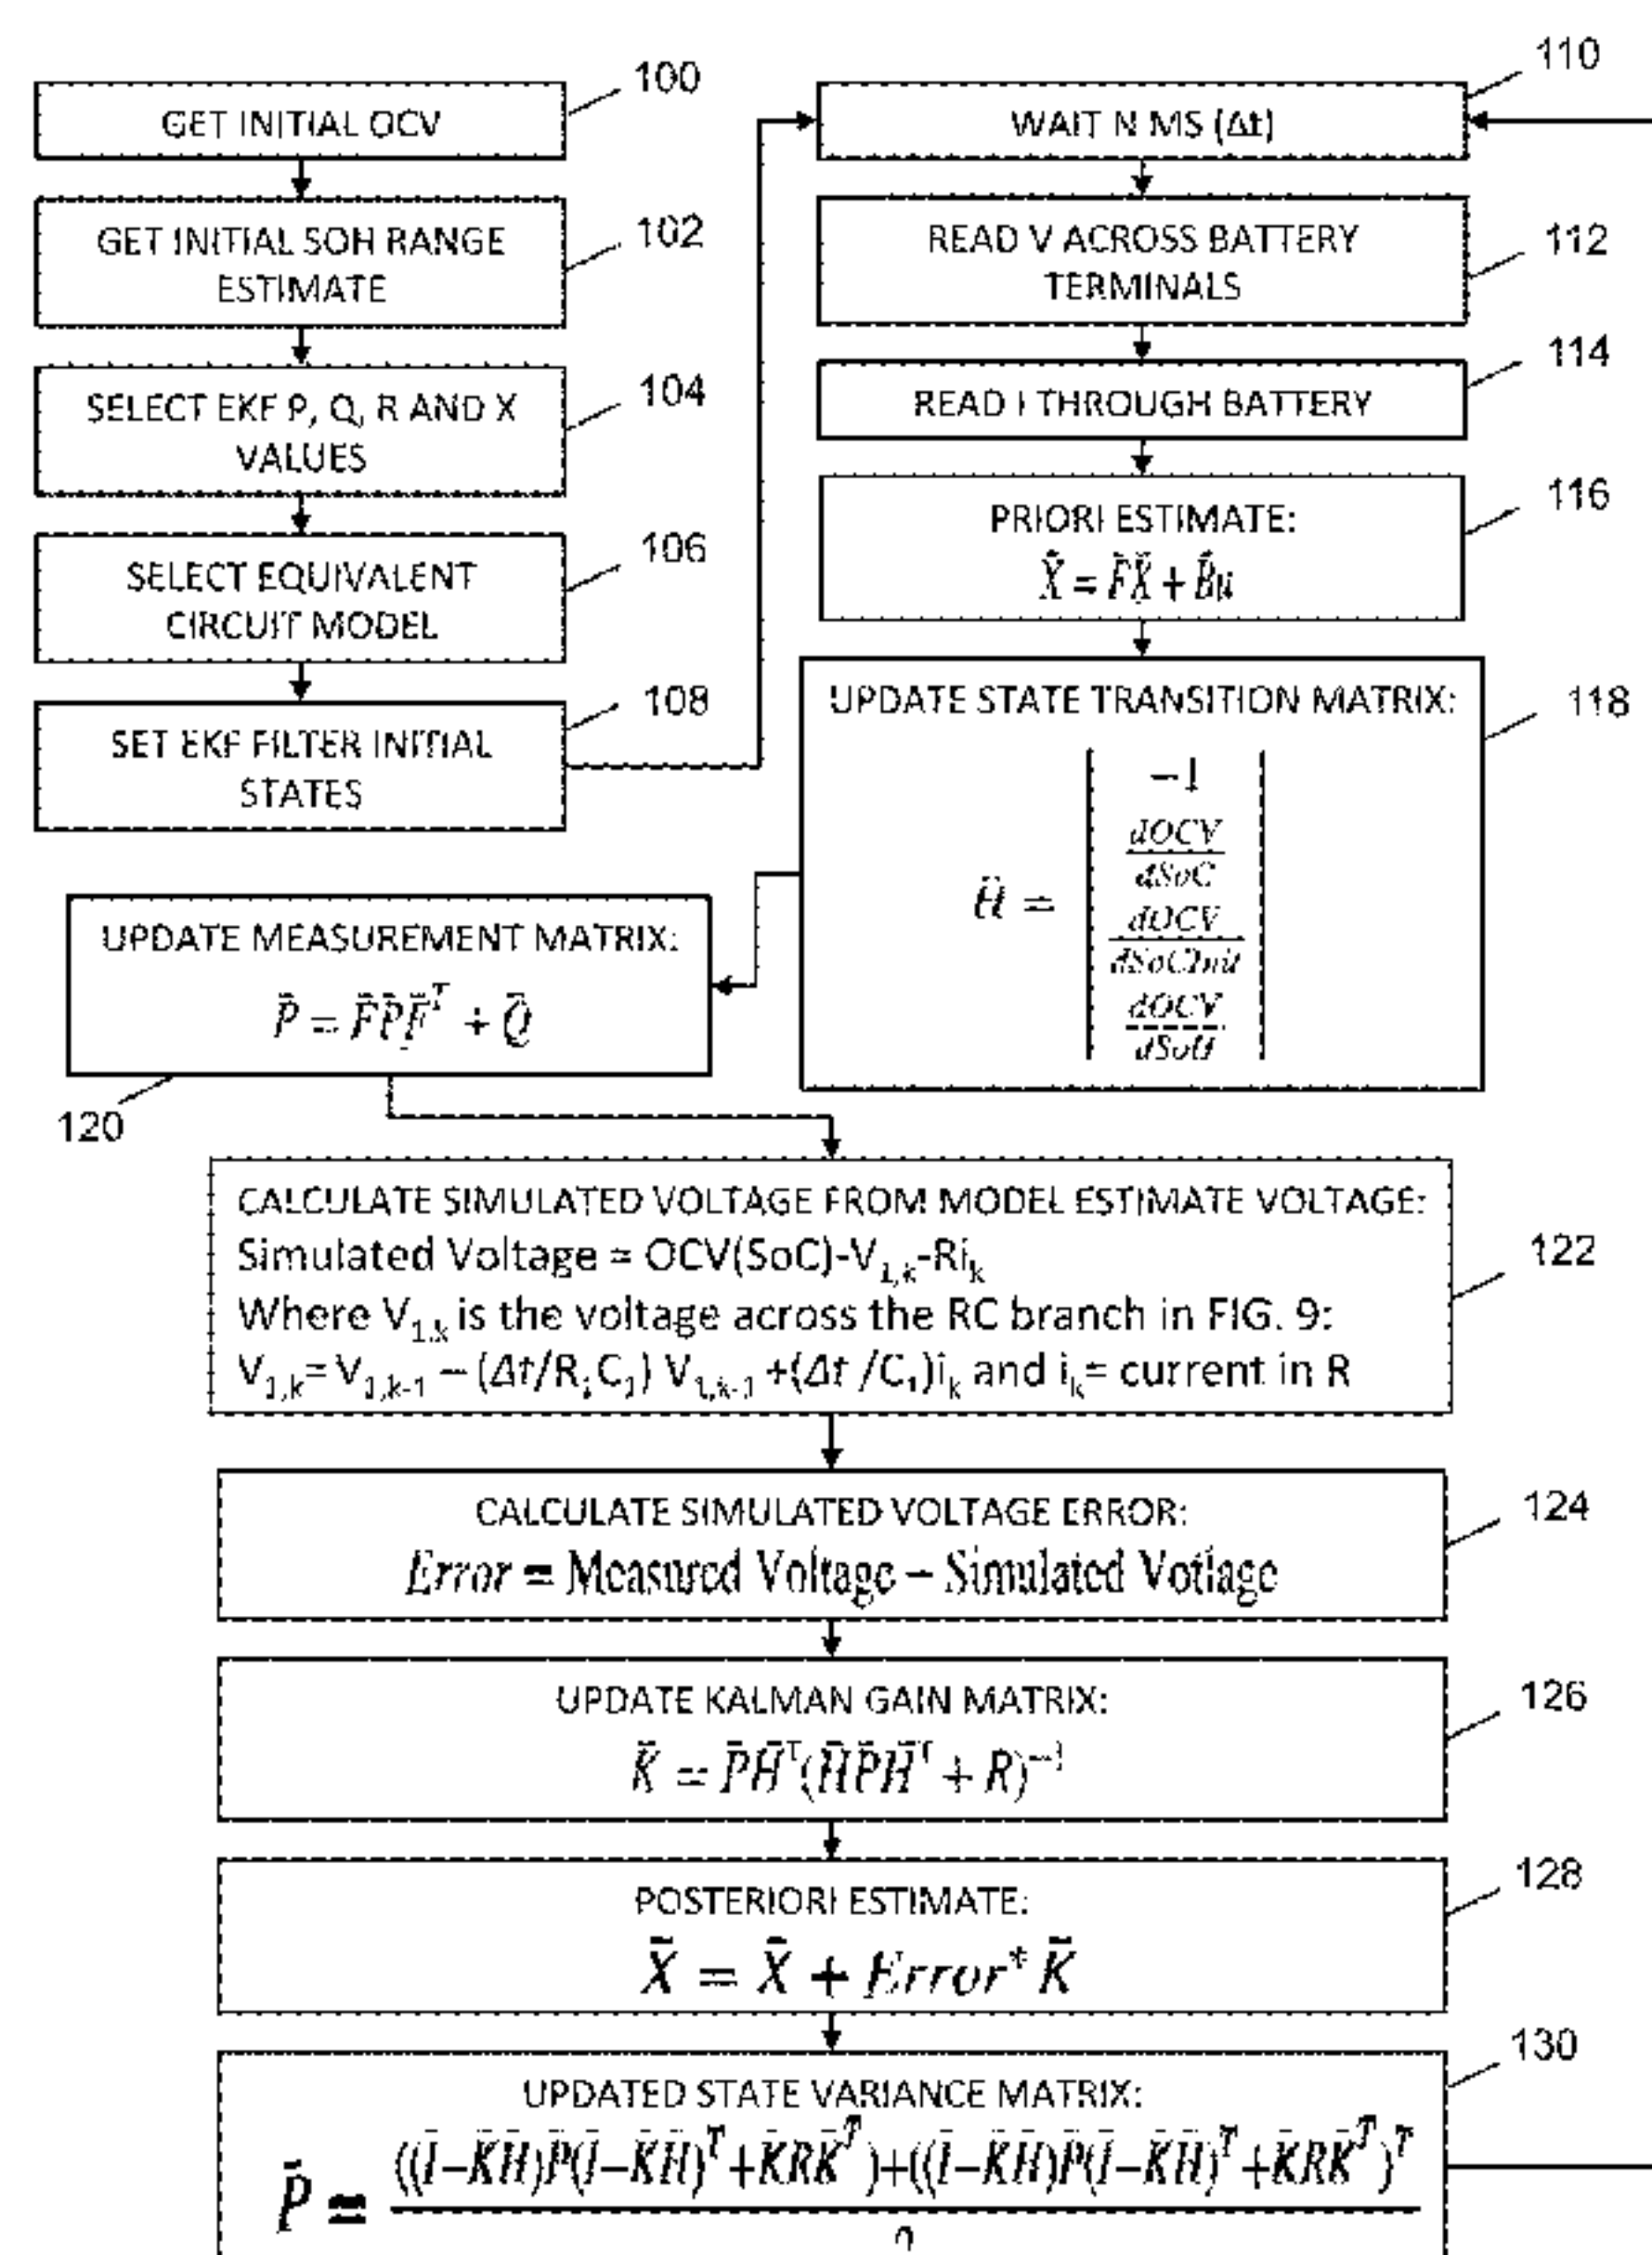 100
GET INITIAL OCV
102
GET INITIAL SOH RANGE
ESTIMATE
104
SELECT EKF P, Q, R AND X
VALUES
106
SELECT EQUIVALENT
CIRCUIT MODEL
108
SET EKF FILTER INITIAL
STATES
110
WAIT N MS (Δt)
112
READ V ACROSS BATTERY
TERMINALS
114
READ I THROUGH BATTERY
116
PRIORI ESTIMATE:
X̄ = F̄X̄ + B̄u
118
UPDATE STATE TRANSITION MATRIX:
−1
dOCV
dSoC
H̄ =
dOCV
dSoCInit
dOCV
dSoH
UPDATE MEASUREMENT MATRIX:
P̄ = F̄P̄F̄ᵀ + Q̄
120
CALCULATE SIMULATED VOLTAGE FROM MODEL ESTIMATE VOLTAGE:
Simulated Voltage = OCV(SoC)-V₁,ₖ-Riₖ
Where V₁,ₖ is the voltage across the RC branch in FIG. 9:
V₁,ₖ= V₁,ₖ₋₁ – (Δt/R₁C₁) V₁,ₖ₋₁ +(Δt /C₁)iₖ and iₖ= current in R
122
CALCULATE SIMULATED VOLTAGE ERROR:
Error = Measured Voltage – Simulated Votlage
124
UPDATE KALMAN GAIN MATRIX:
K̄ = P̄H̄ᵀ(H̄P̄H̄ᵀ + R)⁻¹
126
POSTERIORI ESTIMATE:
X̄ = X̄ + Error* K̄
128
UPDATED STATE VARIANCE MATRIX:
((Ī–K̄H̄)P̄(Ī–K̄H̄)ᵀ+K̄RK̄ᵀ)+((Ī–K̄H̄)P̄(Ī–K̄H̄)ᵀ+K̄RK̄ᵀ)ᵀ
P̄ =
130